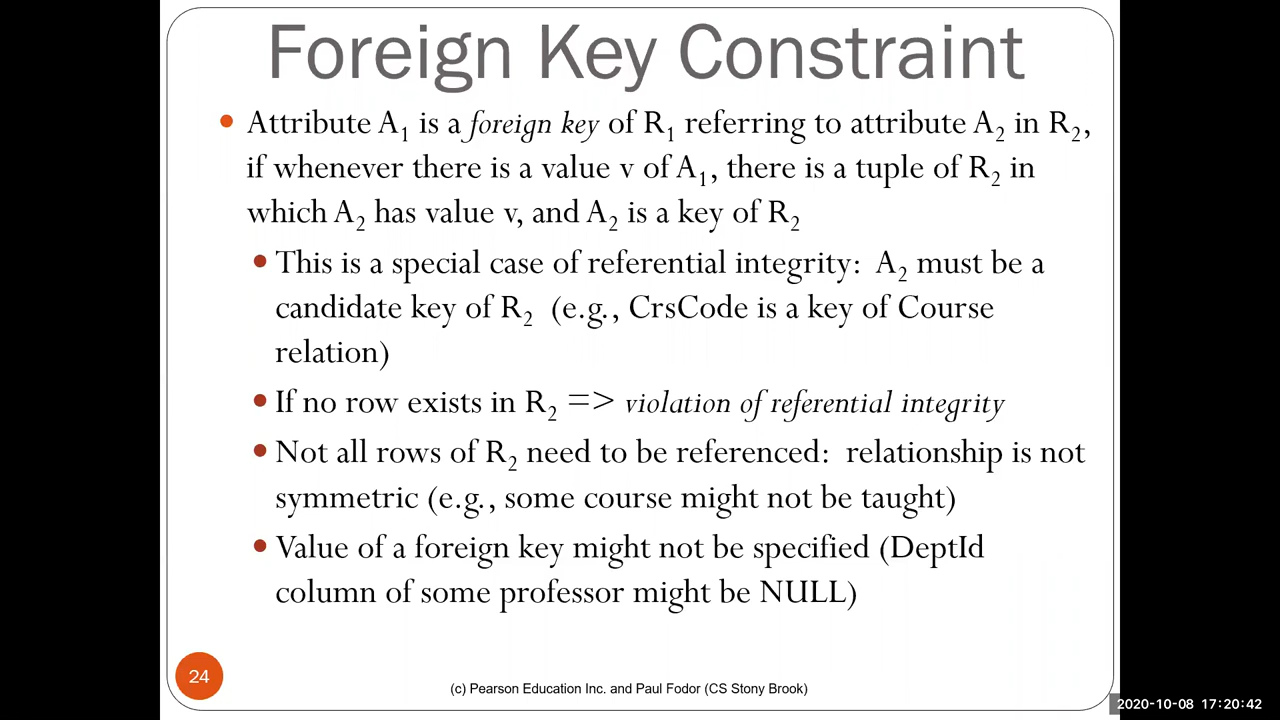 Foreign Key Constraint
• Attribute A₁ is a foreign key of R₁ referring to attribute A₂ in R₂,
if whenever there is a value v of A₁, there is a tuple of R₂ in
which A₂ has value v, and A₂ is a key of R₂
• This is a special case of referential integrity: A₂ must be a
candidate key of R₂ (e.g., CrsCode is a key of Course
relation)
• If no row exists in R₂ => violation of referential integrity
• Not all rows of R₂ need to be referenced: relationship is not
symmetric (e.g., some course might not be taught)
• Value of a foreign key might not be specified (DeptId
column of some professor might be NULL)
24
(c) Pearson Education Inc. and Paul Fodor (CS Stony Brook)
2020-10-08 17:20:42